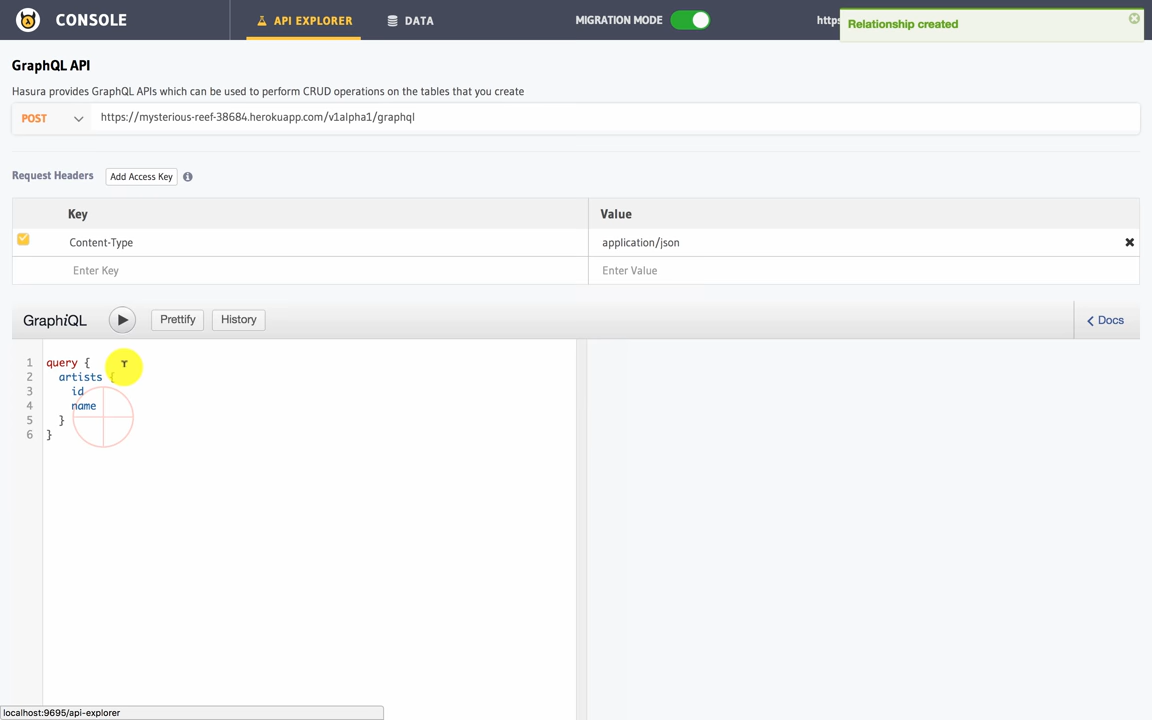 CONSOLE
API EXPLORER
DATA
MIGRATION MODE
https
Relationship created
GraphQL API
Hasura provides GraphQL APIs which can be used to perform CRUD operations on the tables that you create
POST
https://mysterious-reef-38684.herokuapp.com/v1alpha1/graphql
Request Headers
Add Access Key
Key
Value
Content-Type
application/json
Enter Key
Enter Value
GraphiQL
Prettify
History
Docs
1 query {
2 artists {
3 id
4 name
5 }
6 }
localhost:9695/api-explorer